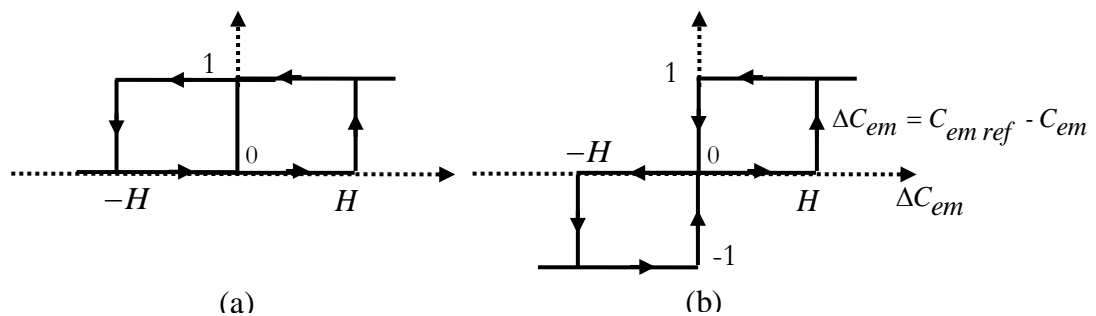 1
0
−H
H
(a)
1
−H
0
H
-1
ΔC_em = C_em ref - C_em
ΔC_em
(b)